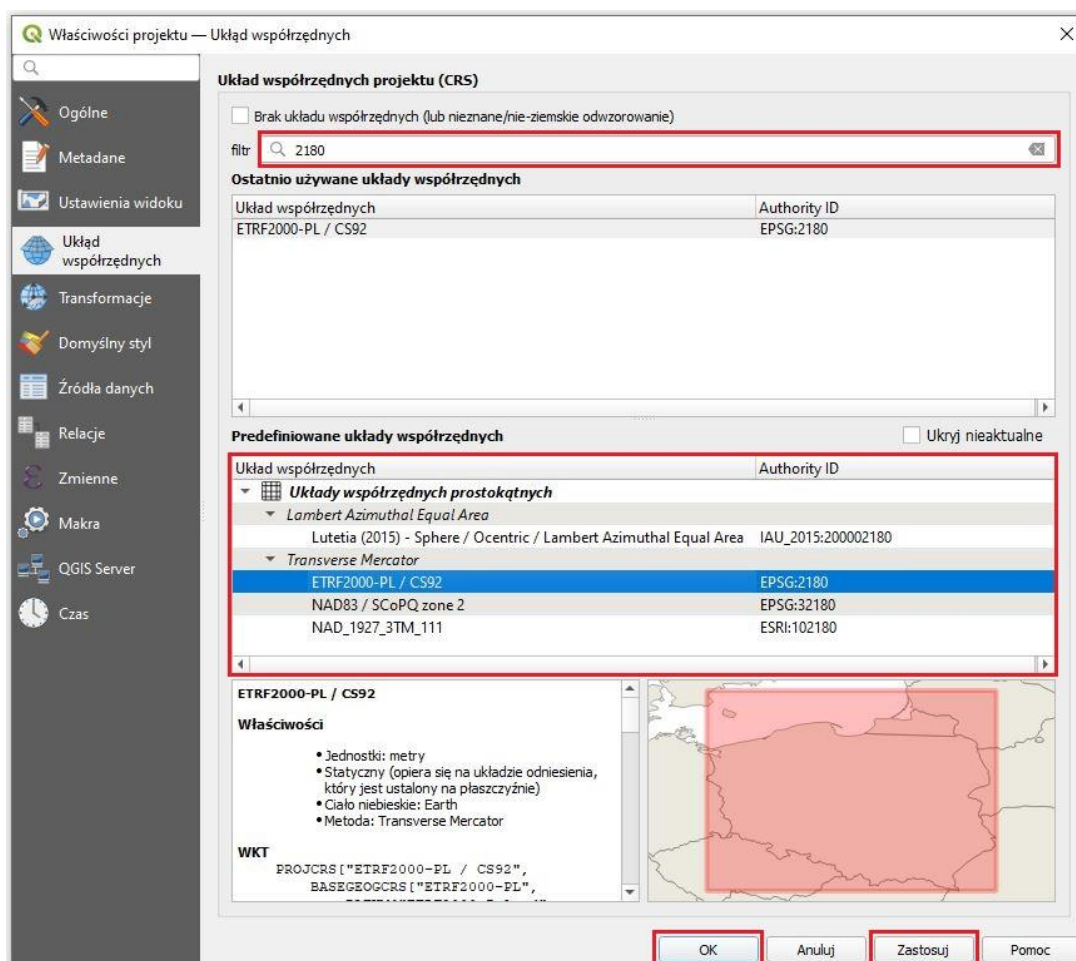 Właściwości projektu — Układ współrzędnych
Ogólne
Metadane
Ustawienia widoku
Układ
współrzędnych
Transformacje
Domyślny styl
Źródła danych
Relacje
Zmienne
Makra
QGIS Server
Czas
Układ współrzędnych projektu (CRS)
Brak układu współrzędnych (lub nieznane/nie-ziemskie odwzorowanie)
filtr 2180
Ostatnio używane układy współrzędnych
Układ współrzędnych Authority ID
ETRF2000-PL / CS92 EPSG:2180
Predefiniowane układy współrzędnych Ukryj nieaktualne
Układ współrzędnych Authority ID
Układy współrzędnych prostokątnych
Lambert Azimuthal Equal Area
Lutetia (2015) - Sphere / Ocentric / Lambert Azimuthal Equal Area IAU_2015:200002180
Transverse Mercator
ETRF2000-PL / CS92 EPSG:2180
NAD83 / SCoPQ zone 2 EPSG:32180
NAD_1927_3TM_111 ESRI:102180
ETRF2000-PL / CS92
Właściwości
• Jednostki: metry
• Statyczny (opiera się na układzie odniesienia,
który jest ustalony na płaszczyźnie)
• Ciało niebieskie: Earth
• Metoda: Transverse Mercator
WKT
PROJCRS["ETRF2000-PL / CS92",
BASEGEOGCRS["ETRF2000-PL",
OK Anuluj Zastosuj Pomoc